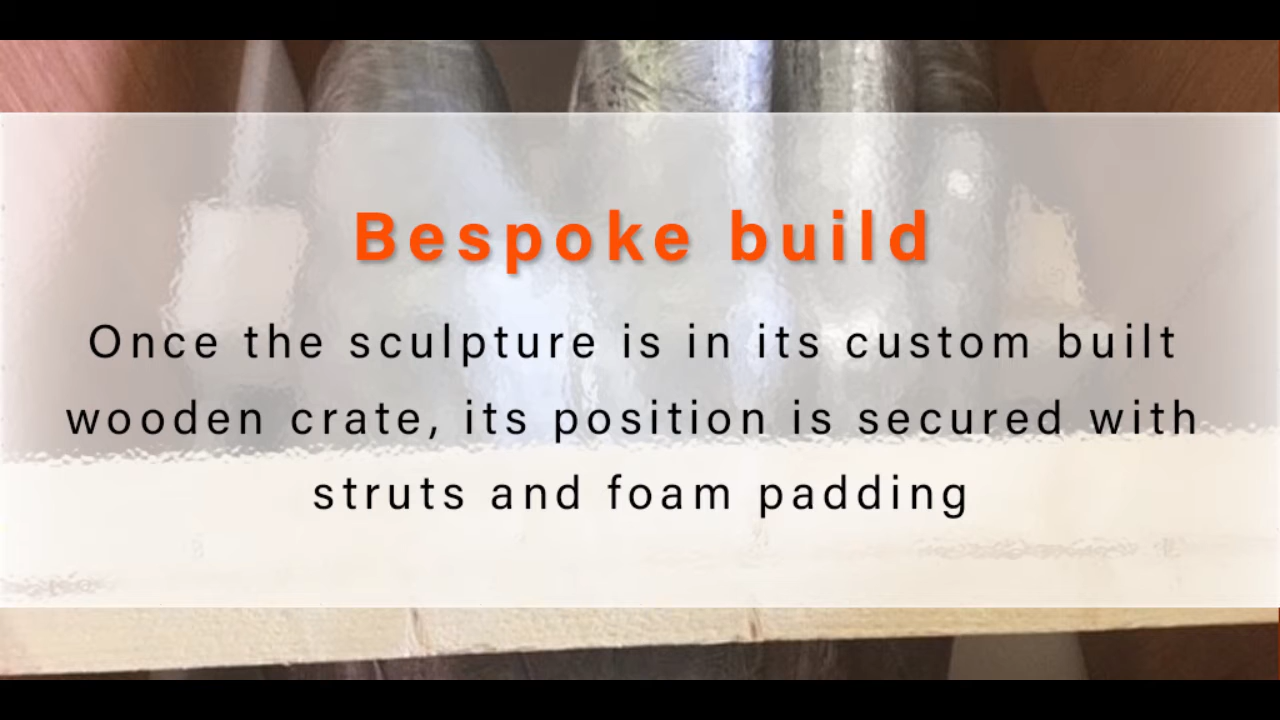 Bespoke build
Once the sculpture is in its custom built
wooden crate, its position is secured with
struts and foam padding